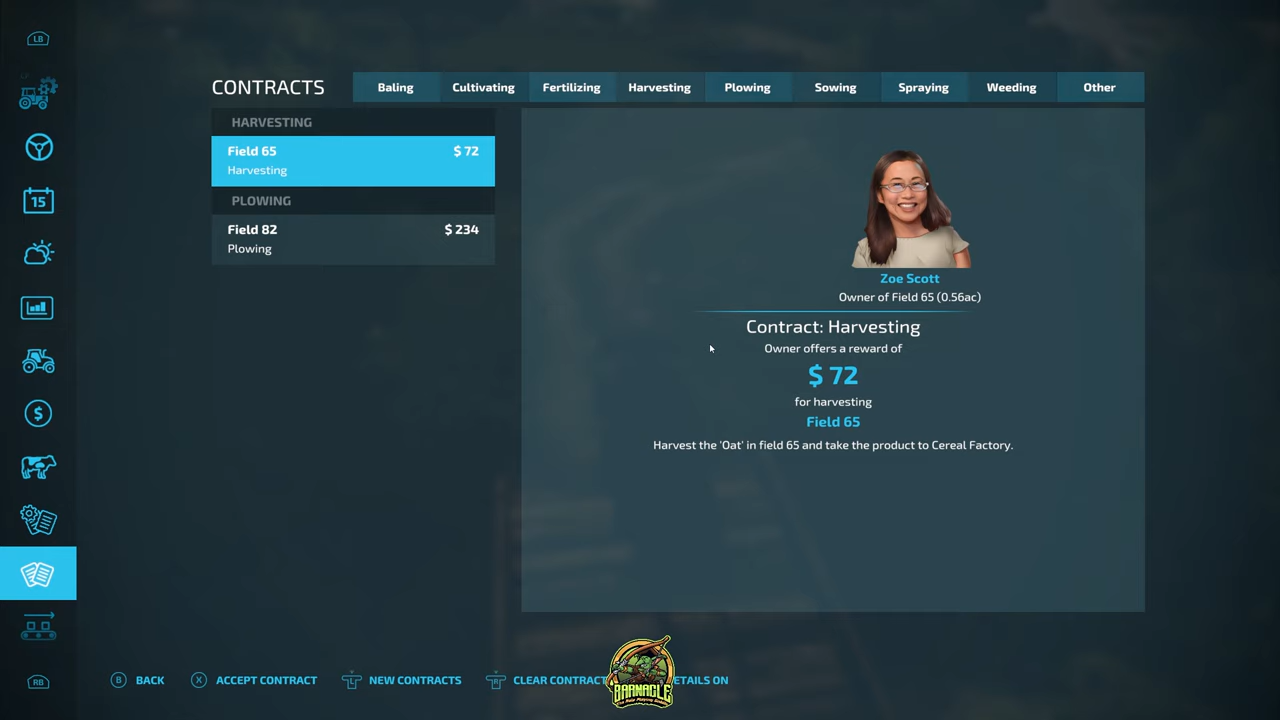 LB
CONTRACTS
Baling
Cultivating
Fertilizing
Harvesting
Plowing
Sowing
Spraying
Weeding
Other
HARVESTING
Field 65 $ 72
Harvesting
PLOWING
Field 82 $ 234
Plowing
15
Zoe Scott
Owner of Field 65 (0.56ac)
Contract: Harvesting
Owner offers a reward of
$ 72
for harvesting
Field 65
Harvest the 'Oat' in field 65 and take the product to Cereal Factory.
RB
B BACK
X ACCEPT CONTRACT
L NEW CONTRACTS
R CLEAR CONTRACT
ETAILS ON
BARNACLE